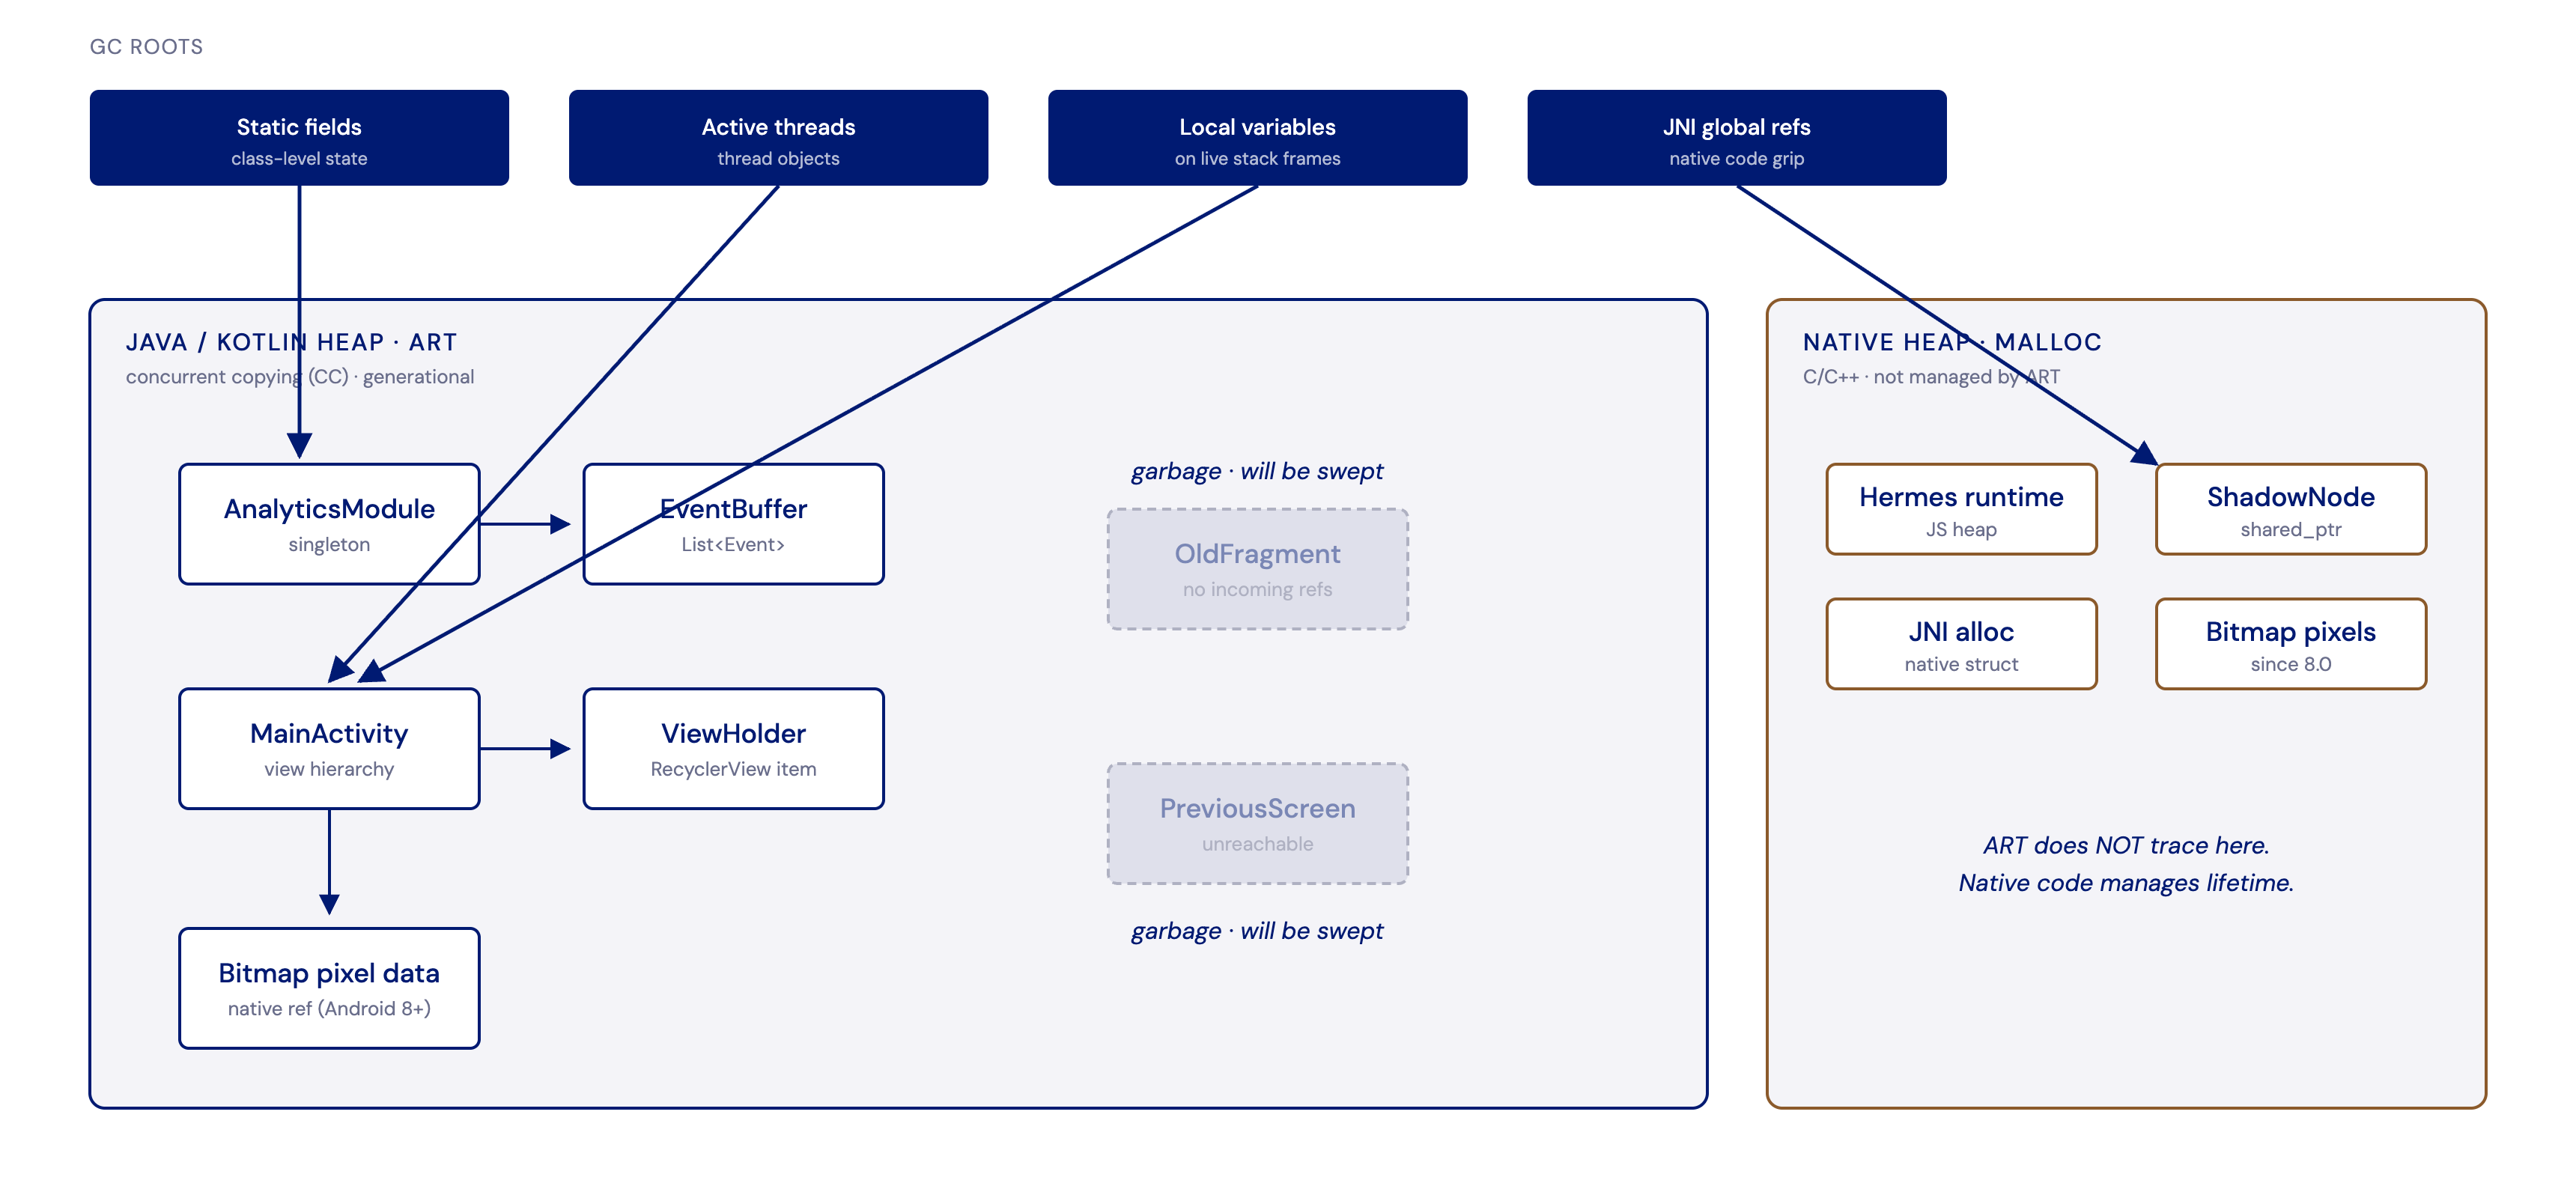 GC ROOTS
Static fields
class-level state
Active threads
thread objects
Local variables
on live stack frames
JNI global refs
native code grip
JAVA / KOTLIN HEAP · ART
concurrent copying (CC) · generational
AnalyticsModule
singleton
EventBuffer
List<Event>
garbage · will be swept
OldFragment
no incoming refs
MainActivity
view hierarchy
ViewHolder
RecyclerView item
PreviousScreen
unreachable
garbage · will be swept
Bitmap pixel data
native ref (Android 8+)
NATIVE HEAP · MALLOC
C/C++ · not managed by ART
Hermes runtime
JS heap
ShadowNode
shared_ptr
JNI alloc
native struct
Bitmap pixels
since 8.0
ART does NOT trace here.
Native code manages lifetime.